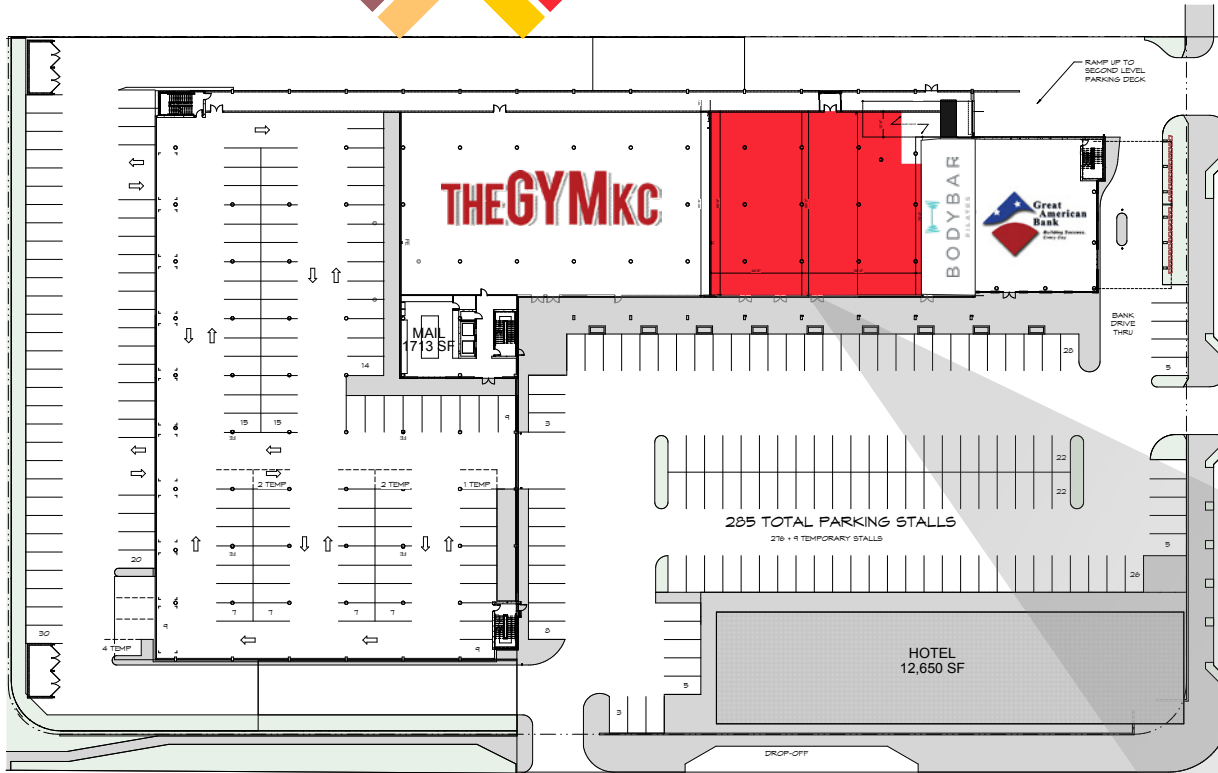 RAMP UP TO
SECOND LEVEL
PARKING DECK
THEGYMKC
BODYBAR
PILATES
Great
American
Bank
Building Success.
Every Day.
MAIL
1713 SF
BANK
DRIVE
THRU
28
5
14
9
3
15
15
22
22
2 TEMP
2 TEMP
1 TEMP
285 TOTAL PARKING STALLS
276 + 9 TEMPORARY STALLS
5
26
20
7
7
7
7
9
9
8
30
4 TEMP
HOTEL
12,650 SF
5
3
DROP-OFF